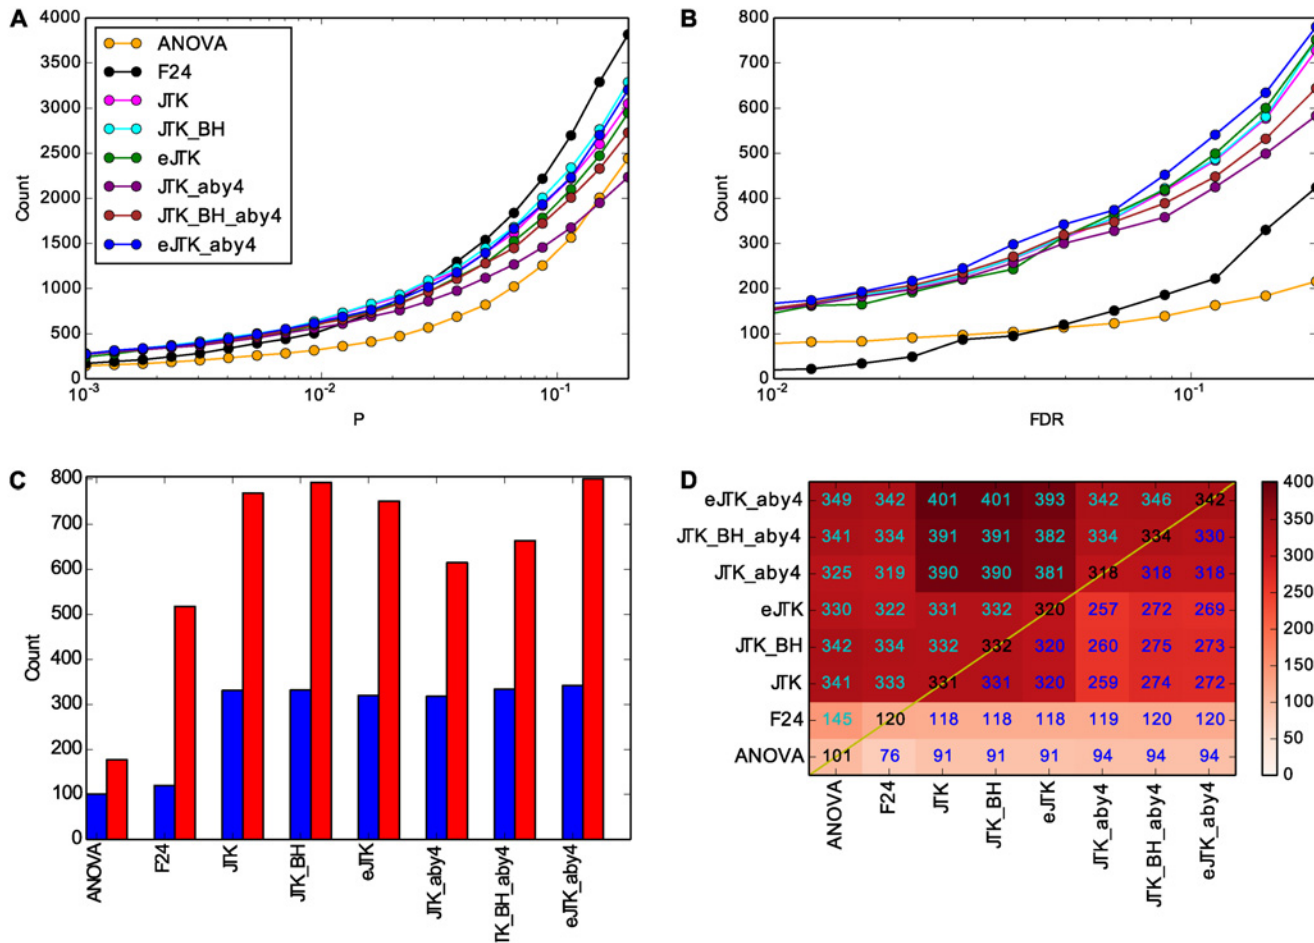 A
4000
3500
3000
2500
2000
1500
1000
500
0
Count
ANOVA
F24
JTK
JTK_BH
eJTK
JTK_aby4
JTK_BH_aby4
eJTK_aby4
10⁻³
10⁻²
10⁻¹
P
B
800
700
600
500
400
300
200
100
0
Count
10⁻²
10⁻¹
FDR
C
800
700
600
500
400
300
200
100
0
Count
ANOVA
F24
JTK
JTK_BH
eJTK
JTK_aby4
TK_BH_aby4
eJTK_aby4
D
eJTK_aby4 349 342 401 401 393 342 346 342
JTK_BH_aby4 341 334 391 391 382 334 334 330
JTK_aby4 325 319 390 390 381 318 318 318
eJTK 330 322 331 332 320 257 272 269
JTK_BH 342 334 332 332 320 260 275 273
JTK 341 333 331 331 320 259 274 272
F24 145 120 118 118 118 119 120 120
ANOVA 101 76 91 91 91 94 94 94
ANOVA
F24
JTK
JTK_BH
eJTK
JTK_aby4
JTK_BH_aby4
eJTK_aby4
400
350
300
250
200
150
100
50
0